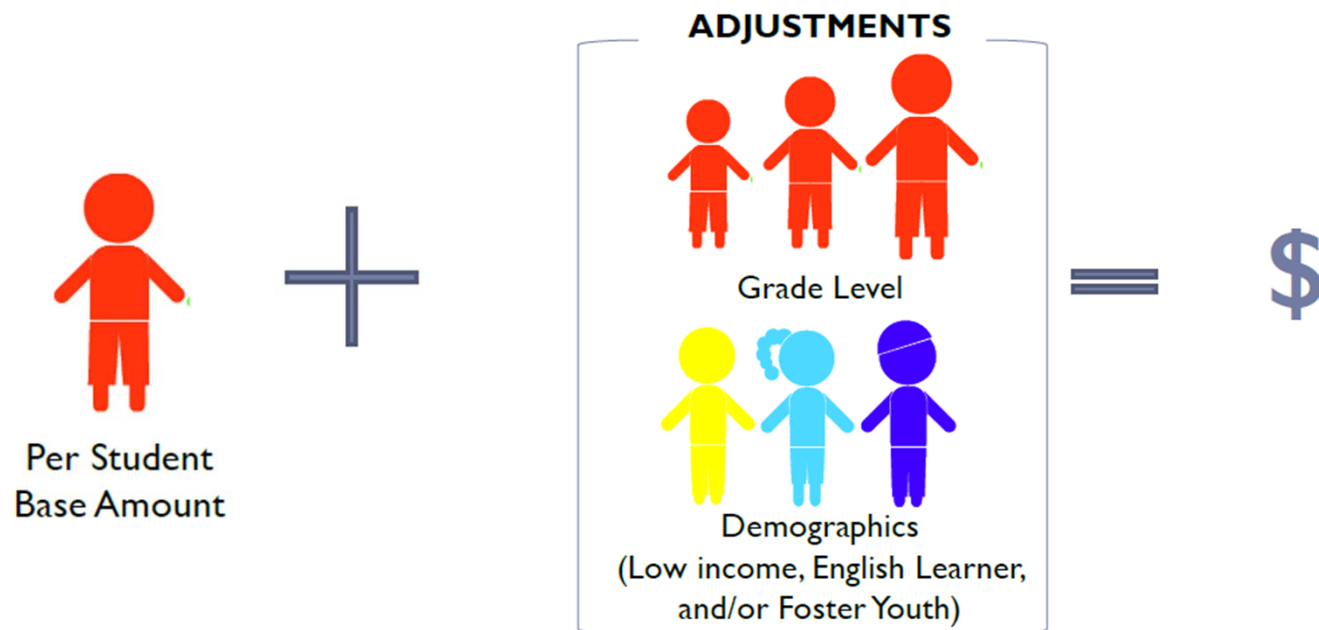 ADJUSTMENTS
Per Student
Base Amount
+
Grade Level
Demographics
(Low income, English Learner,
and/or Foster Youth)
=
$